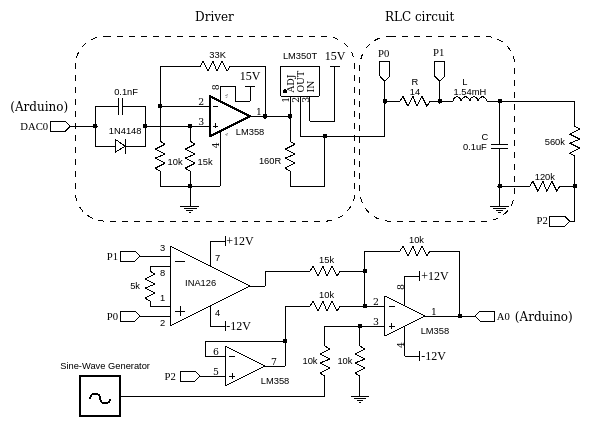 Driver
RLC circuit
33K
LM350T
15V
P0
P1
15V
ADJ
OUT
IN
0.1nF
8
R
14
L
1.54mH
(Arduino)
DAC0
2
1
1 2 3
3
1N4148
LM358
C
0.1uF
560k
4
10k
15k
160R
120k
P2
+12V
10k
P1
3
7
INA126
15k
+12V
8
5k
10k
8
1
2
1
P0
2
4
-12V
3
A0
(Arduino)
LM358
6
7
4
-12V
Sine-Wave Generator
P2
5
LM358
10k
10k